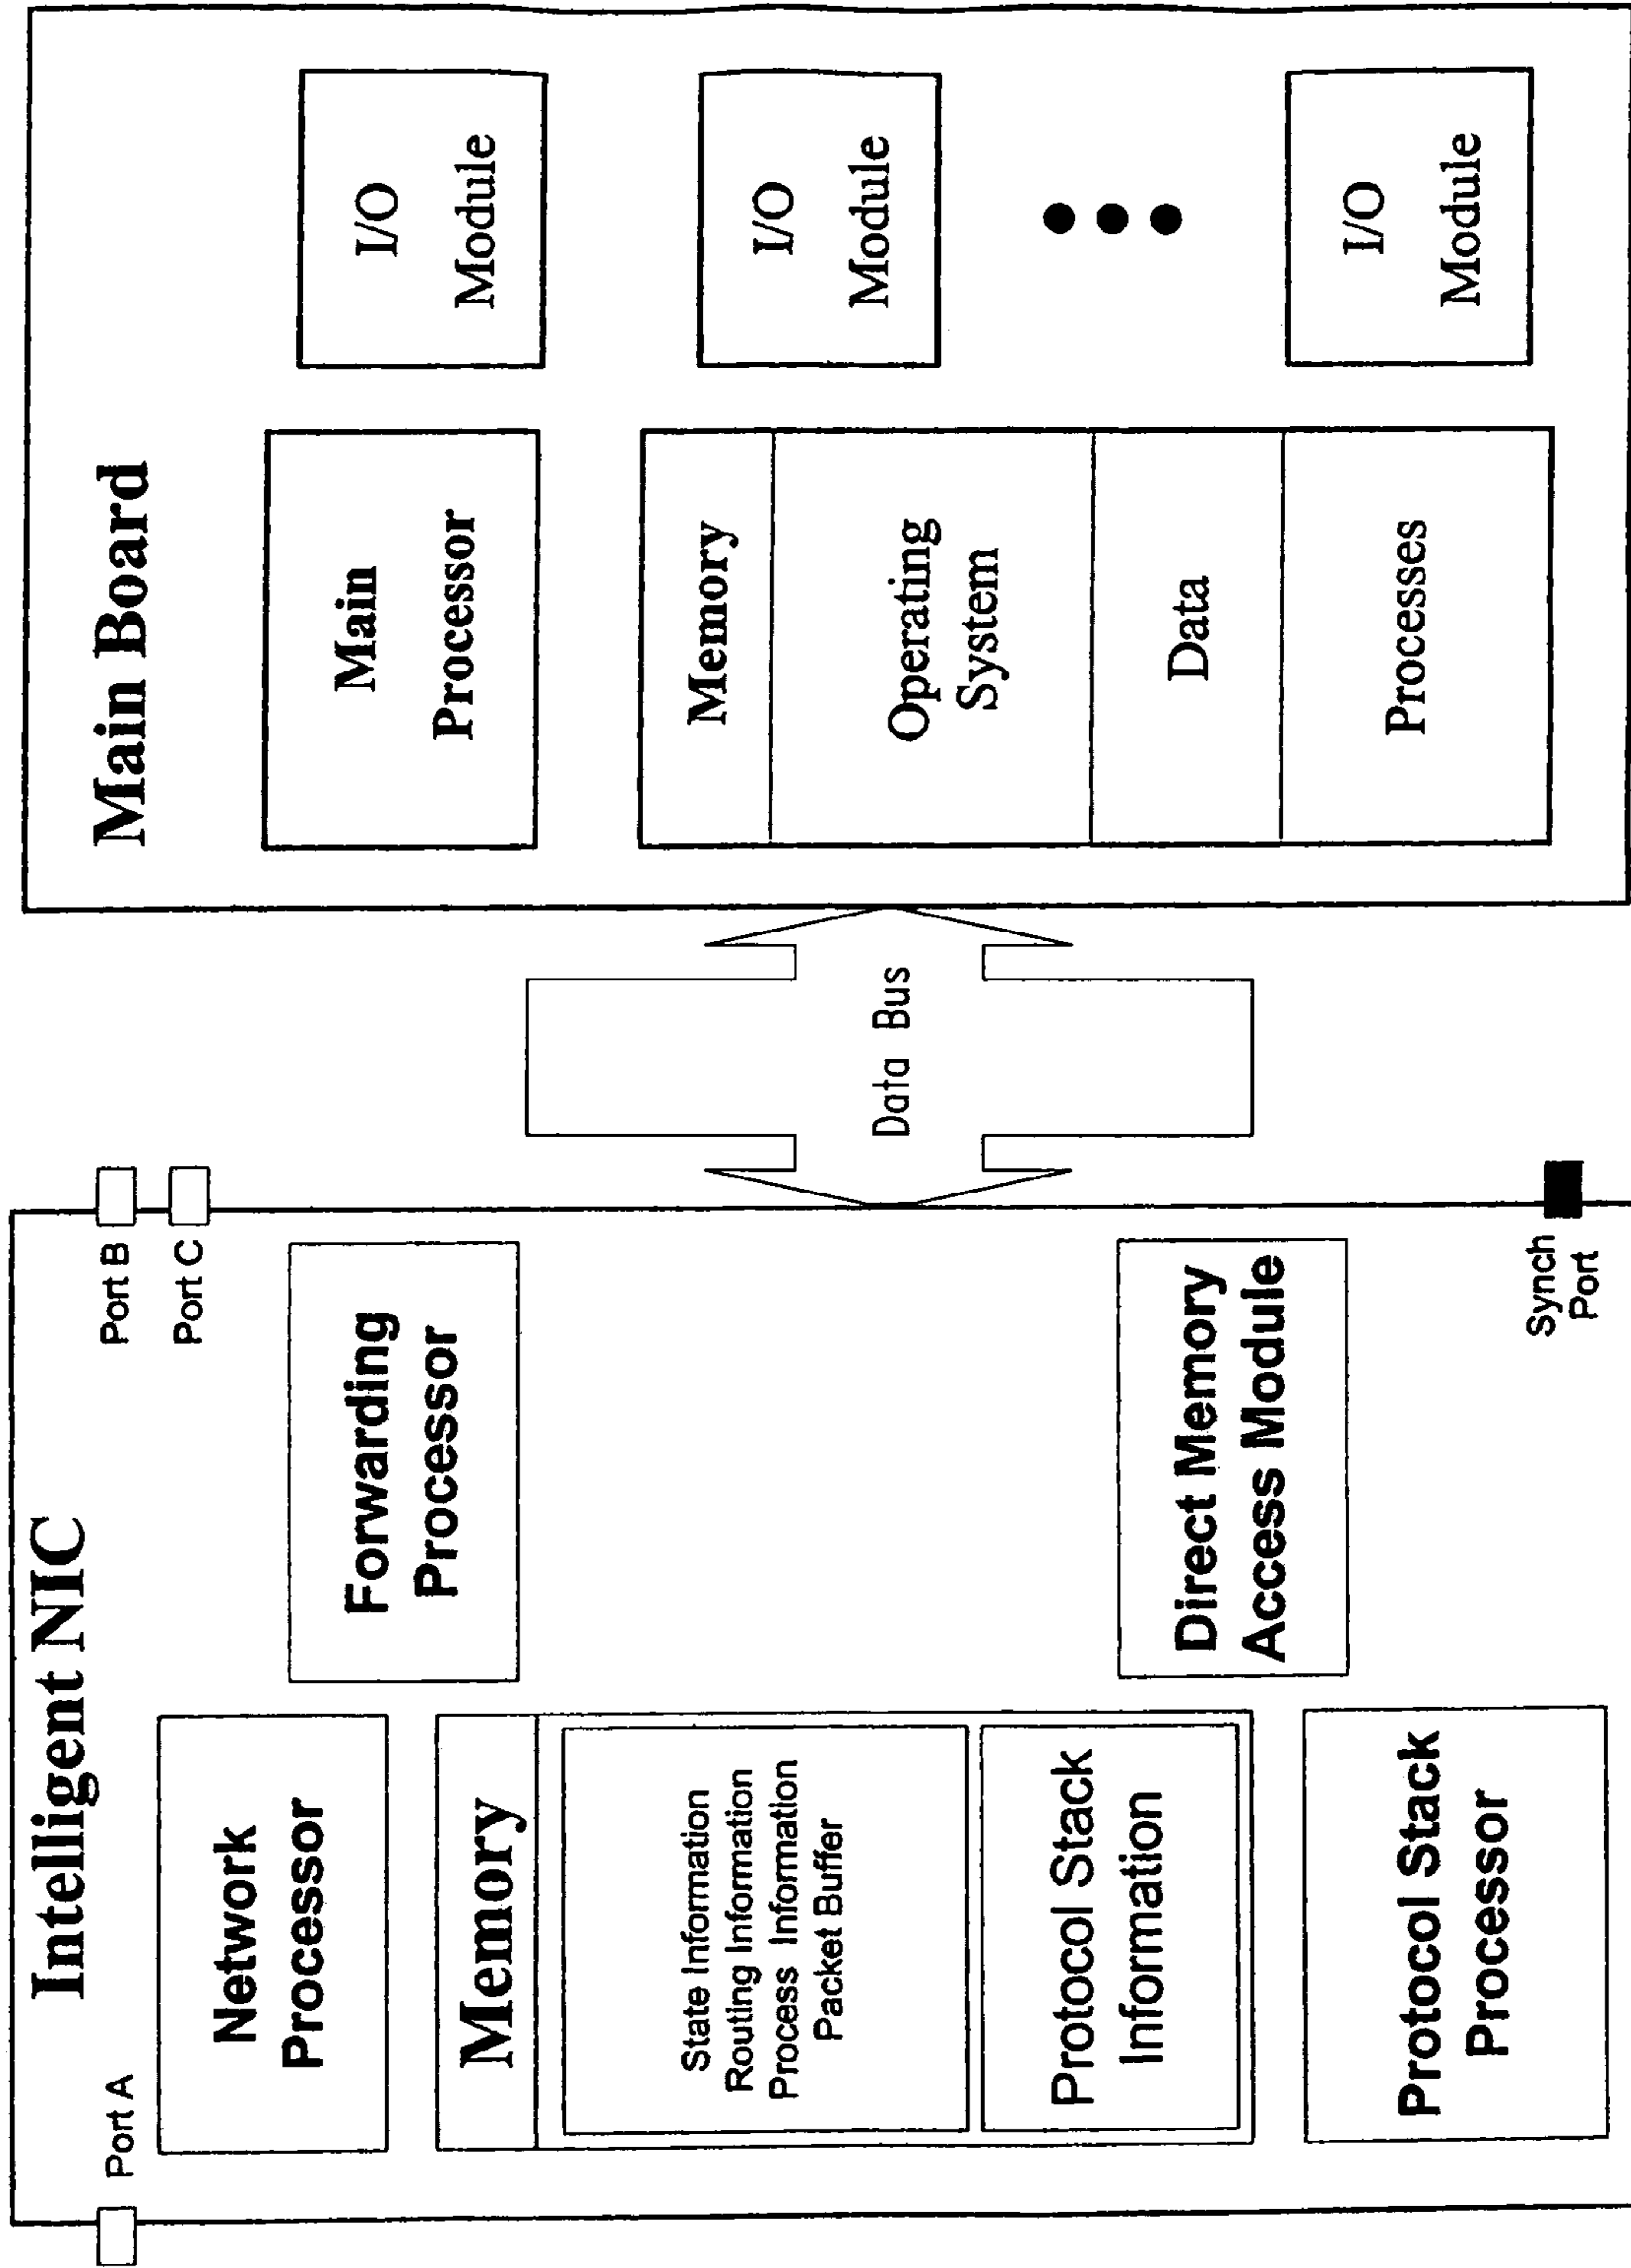 Intelligent NIC
Port A
Port B
Port C
Network
Processor
Forwarding
Processor
Memory
State Information
Routing Information
Process Information
Packet Buffer
Protocol Stack
Information
Direct Memory
Access Module
Protocol Stack
Processor
Synch
Port
Data Bus
Main Board
Main
Processor
Memory
Operating
System
Data
Processes
I/O
Module
I/O
Module
I/O
Module